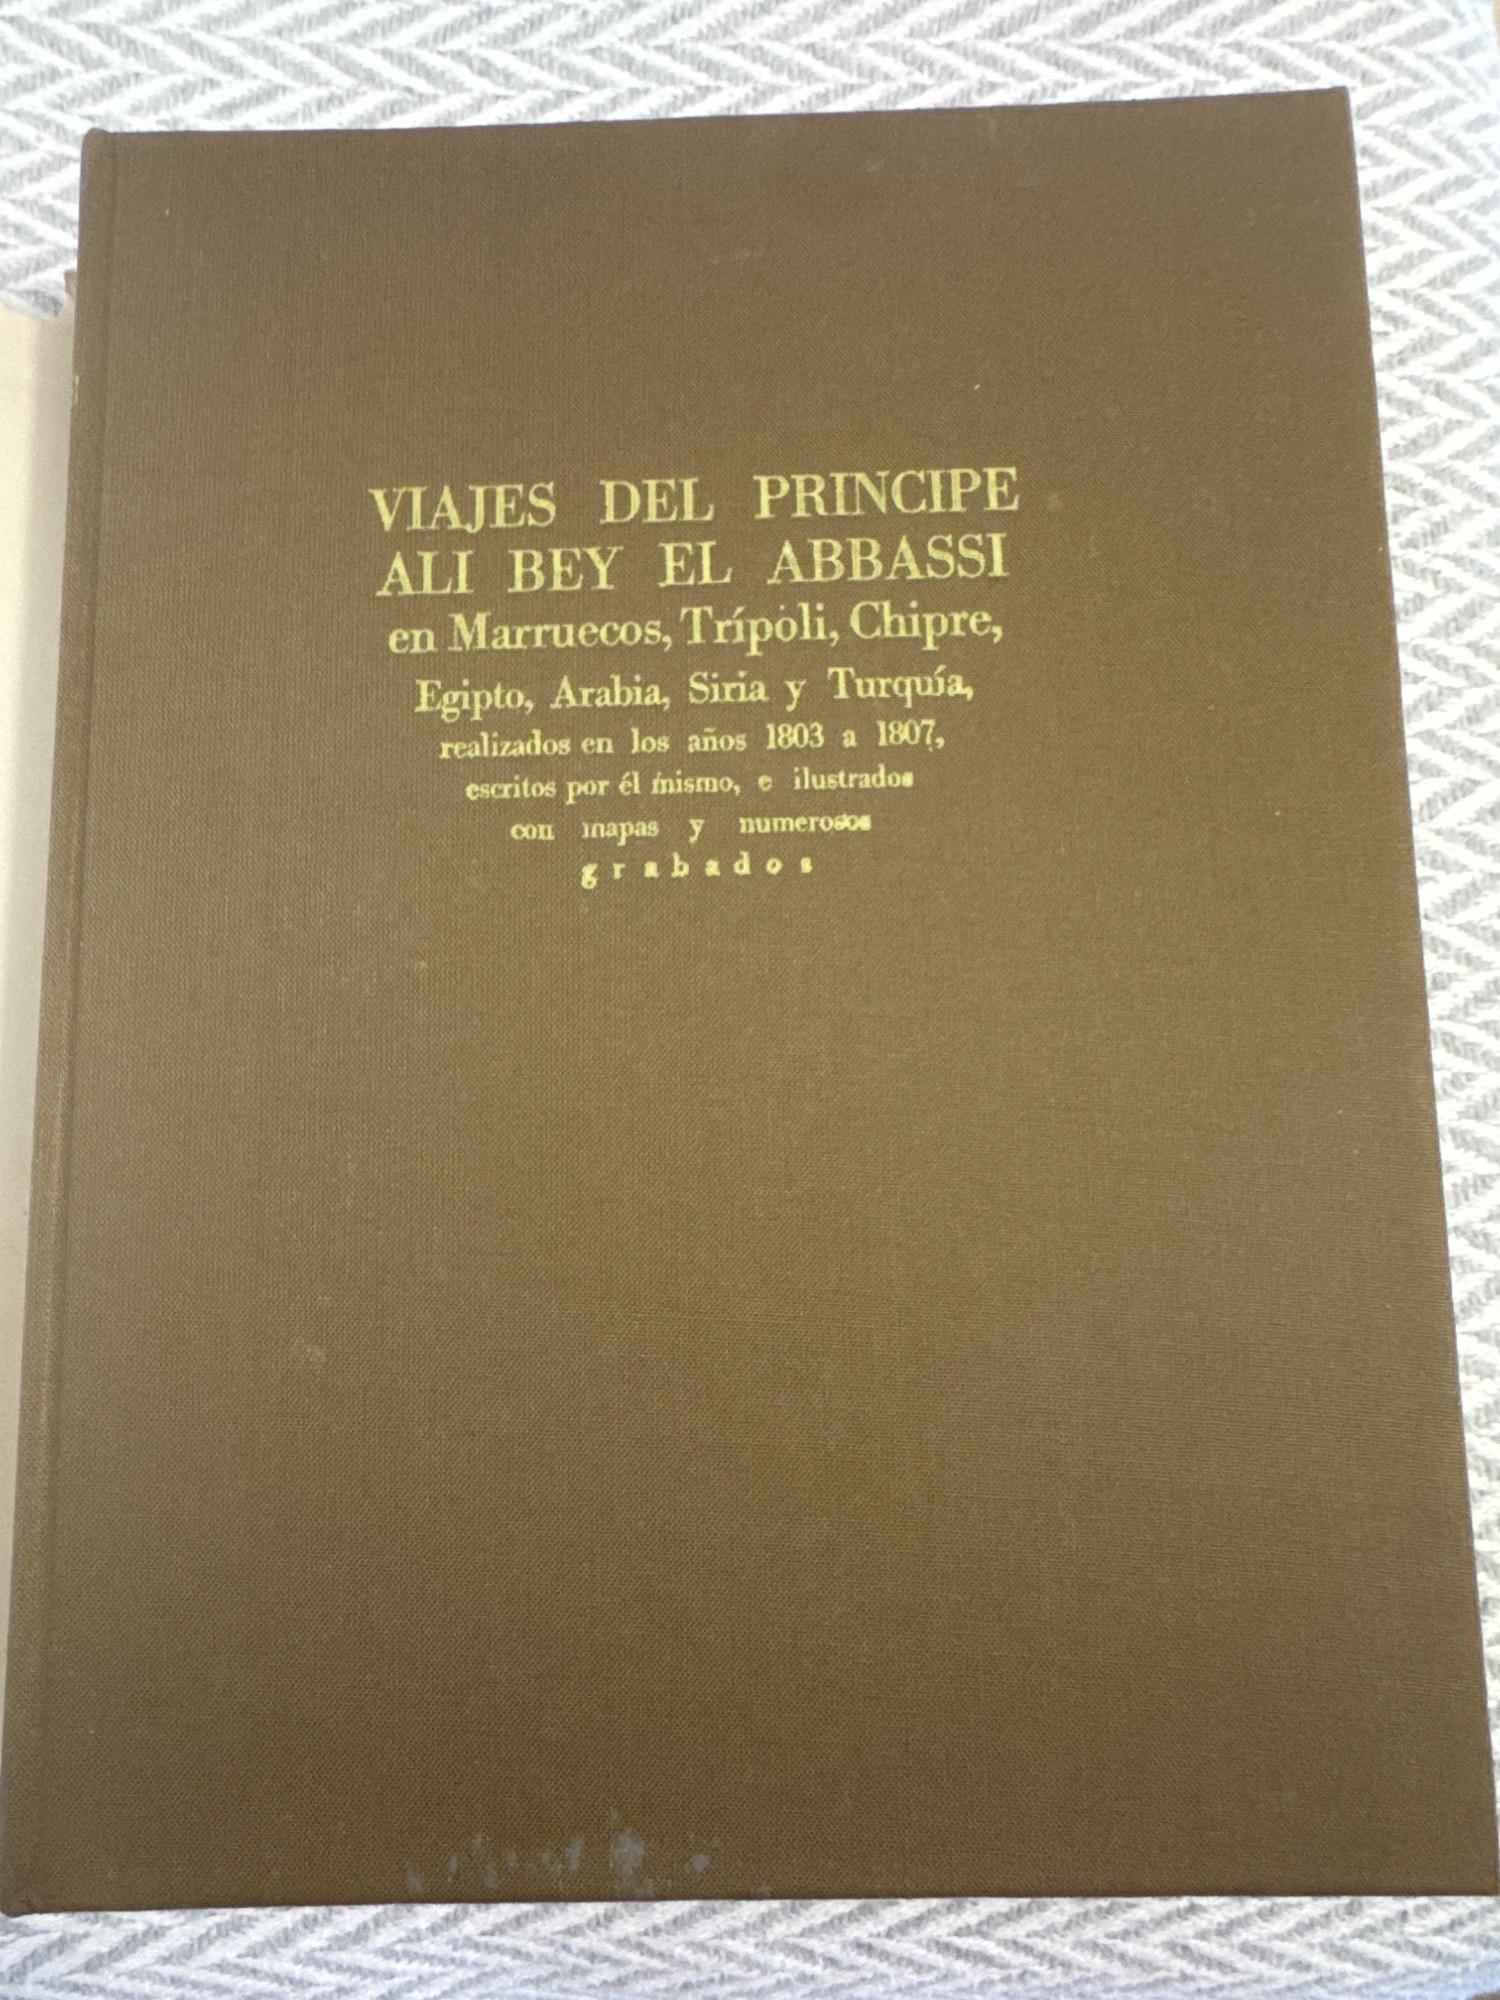 VIAJES DEL PRINCIPE
ALI BEY EL ABBASSI
en Marruecos, Trípoli, Chipre,
Egipto, Arabia, Siria y Turquía,
realizados en los años 1803 a 1807,
escritos por él mismo, e ilustrados
con mapas y numerosos
grabados